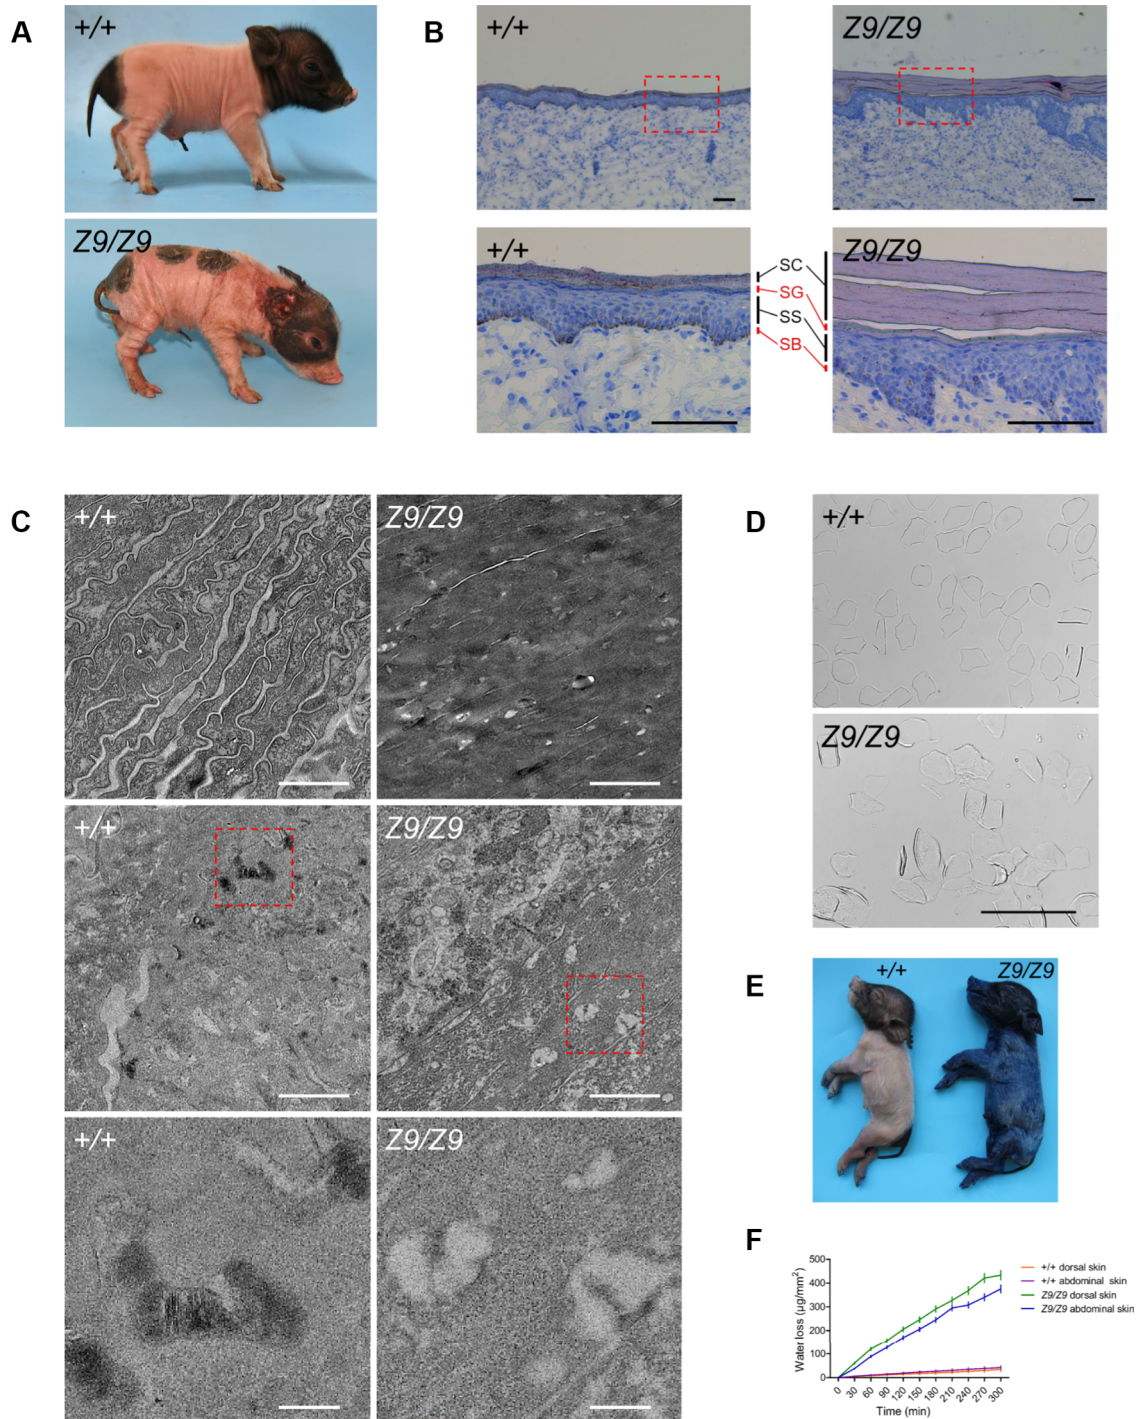 A
+/+
Z9/Z9
B
+/+
Z9/Z9
+/+
Z9/Z9
SC
SG
SS
SB
C
+/+
Z9/Z9
+/+
Z9/Z9
+/+
Z9/Z9
D
+/+
Z9/Z9
E
+/+
Z9/Z9
F
Water loss (μg/mm²)
500
400
300
200
100
0
0 30 60 90 120 150 180 210 240 270 300
Time (min)
+/+ dorsal skin
+/+ abdominal skin
Z9/Z9 dorsal skin
Z9/Z9 abdominal skin